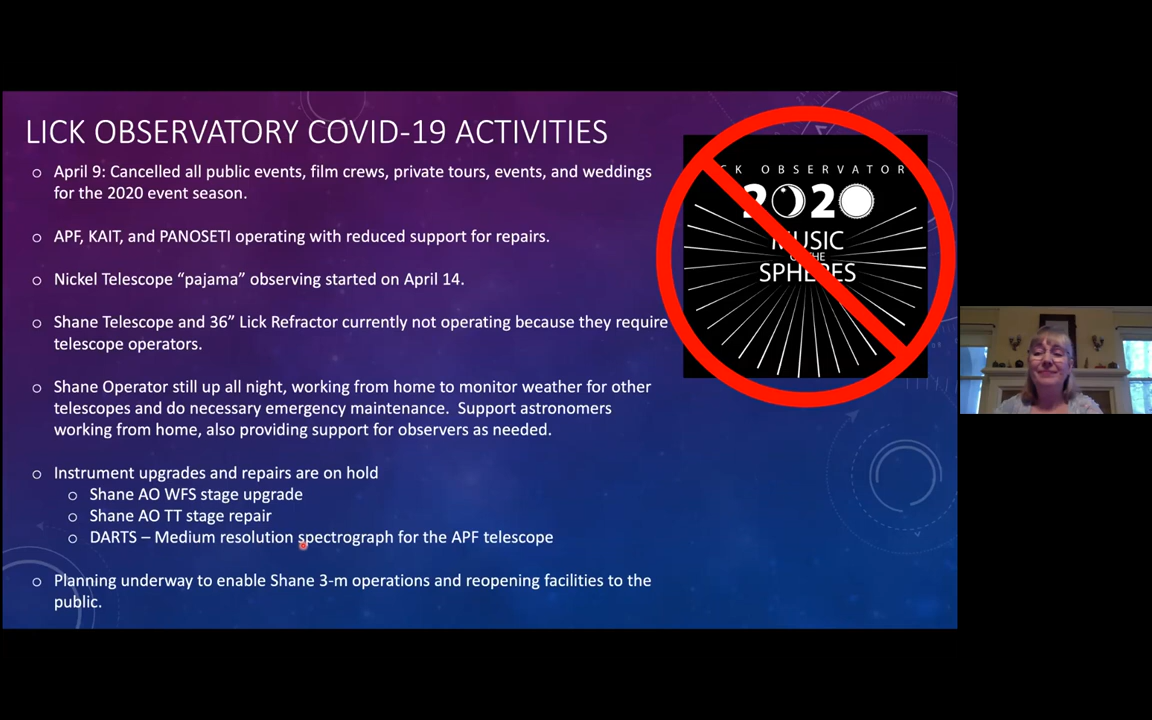 LICK OBSERVATORY COVID-19 ACTIVITIES
April 9: Cancelled all public events, film crews, private tours, events, and weddings
for the 2020 event season.
APF, KAIT, and PANOSETI operating with reduced support for repairs.
Nickel Telescope “pajama” observing started on April 14.
Shane Telescope and 36” Lick Refractor currently not operating because they require
telescope operators.
Shane Operator still up all night, working from home to monitor weather for other
telescopes and do necessary emergency maintenance.  Support astronomers
working from home, also providing support for observers as needed.
Instrument upgrades and repairs are on hold
Shane AO WFS stage upgrade
Shane AO TT stage repair
DARTS – Medium resolution spectrograph for the APF telescope
Planning underway to enable Shane 3-m operations and reopening facilities to the
public.
CK OBSERVATOR
2020
MUSIC
OF THE
SPHERES